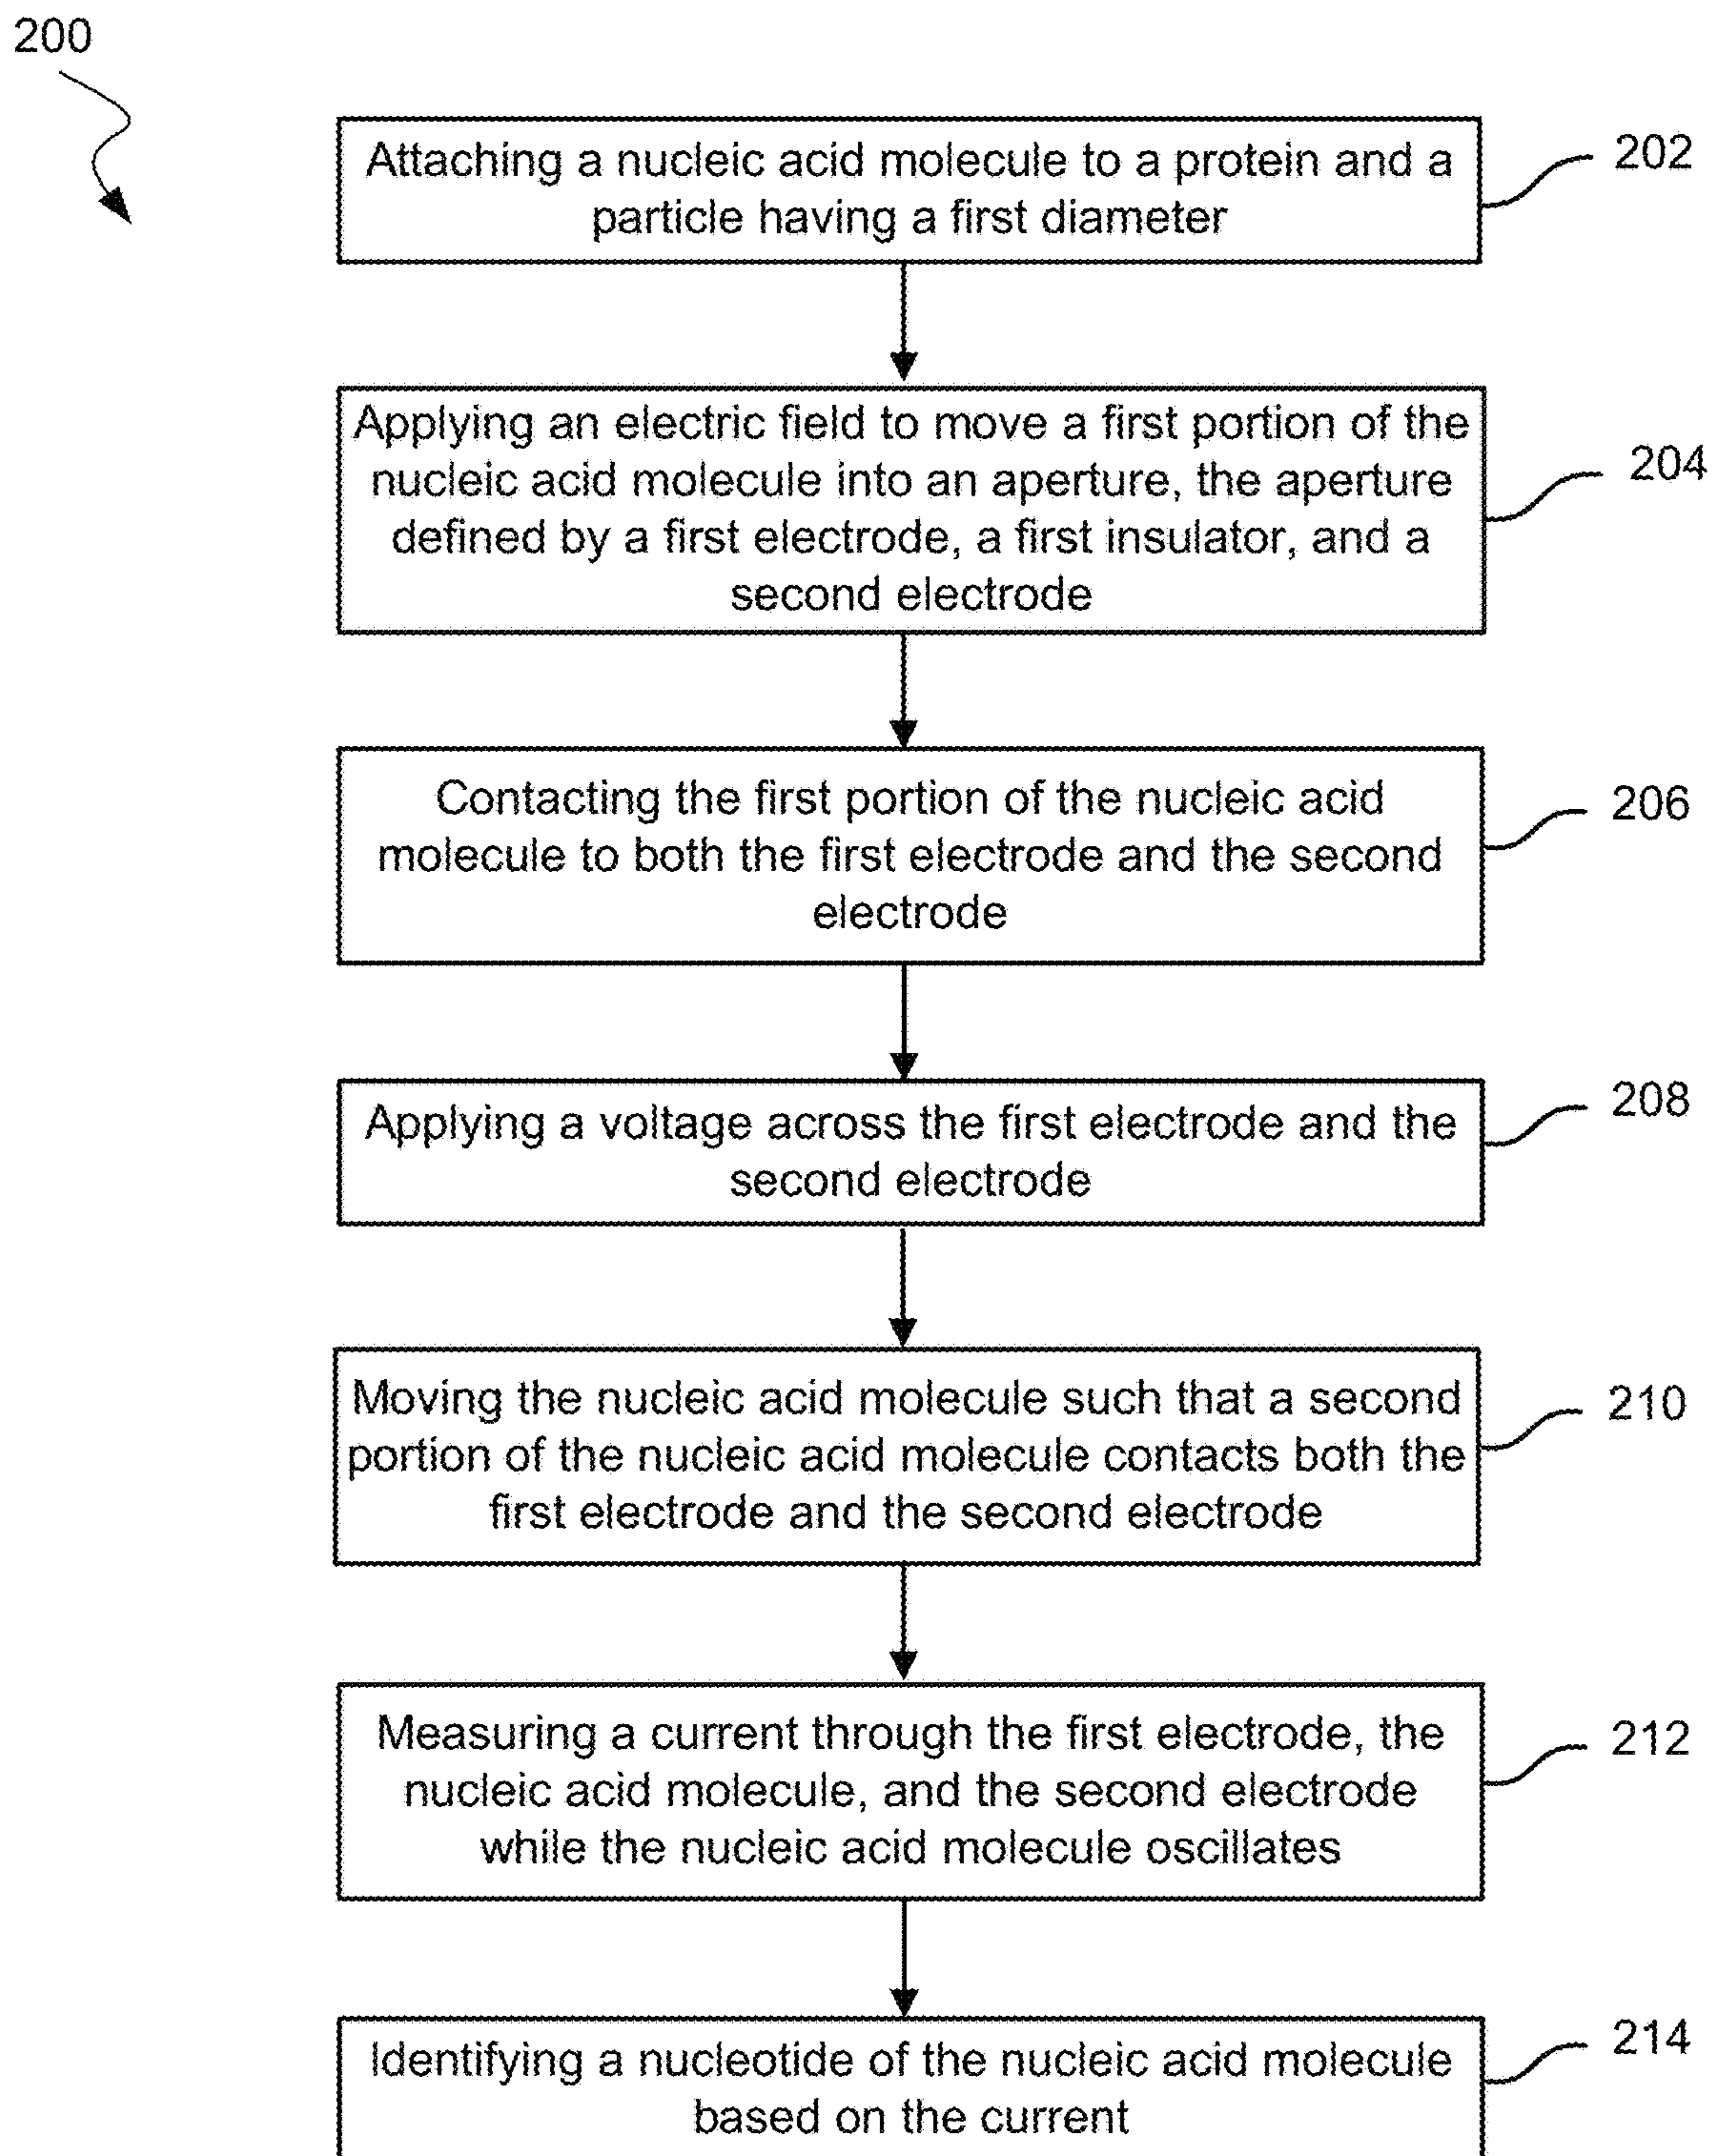 200
Attaching a nucleic acid molecule to a protein and a
particle having a first diameter
202
Applying an electric field to move a first portion of the
nucleic acid molecule into an aperture, the aperture
defined by a first electrode, a first insulator, and a
second electrode
204
Contacting the first portion of the nucleic acid
molecule to both the first electrode and the second
electrode
206
Applying a voltage across the first electrode and the
second electrode
208
Moving the nucleic acid molecule such that a second
portion of the nucleic acid molecule contacts both the
first electrode and the second electrode
210
Measuring a current through the first electrode, the
nucleic acid molecule, and the second electrode
while the nucleic acid molecule oscillates
212
Identifying a nucleotide of the nucleic acid molecule
based on the current
214